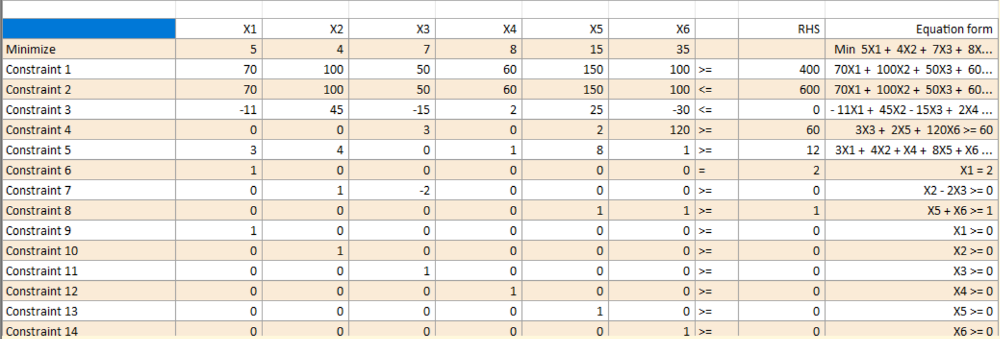 X1 X2 X3 X4 X5 X6 RHS Equation form
Minimize 5 4 7 8 15 35 Min 5X1 + 4X2 + 7X3 + 8X...
Constraint 1 70 100 50 60 150 100 >= 400 70X1 + 100X2 + 50X3 + 60...
Constraint 2 70 100 50 60 150 100 <= 600 70X1 + 100X2 + 50X3 + 60...
Constraint 3 -11 45 -15 2 25 -30 <= 0 - 11X1 + 45X2 - 15X3 + 2X4 ...
Constraint 4 0 0 3 0 2 120 >= 60 3X3 + 2X5 + 120X6 >= 60
Constraint 5 3 4 0 1 8 1 >= 12 3X1 + 4X2 + X4 + 8X5 + X6 ...
Constraint 6 1 0 0 0 0 0 = 2 X1 = 2
Constraint 7 0 1 -2 0 0 0 >= 0 X2 - 2X3 >= 0
Constraint 8 0 0 0 0 1 1 >= 1 X5 + X6 >= 1
Constraint 9 1 0 0 0 0 0 >= 0 X1 >= 0
Constraint 10 0 1 0 0 0 0 >= 0 X2 >= 0
Constraint 11 0 0 1 0 0 0 >= 0 X3 >= 0
Constraint 12 0 0 0 1 0 0 >= 0 X4 >= 0
Constraint 13 0 0 0 0 1 0 >= 0 X5 >= 0
Constraint 14 0 0 0 0 0 1 >= 0 X6 >= 0